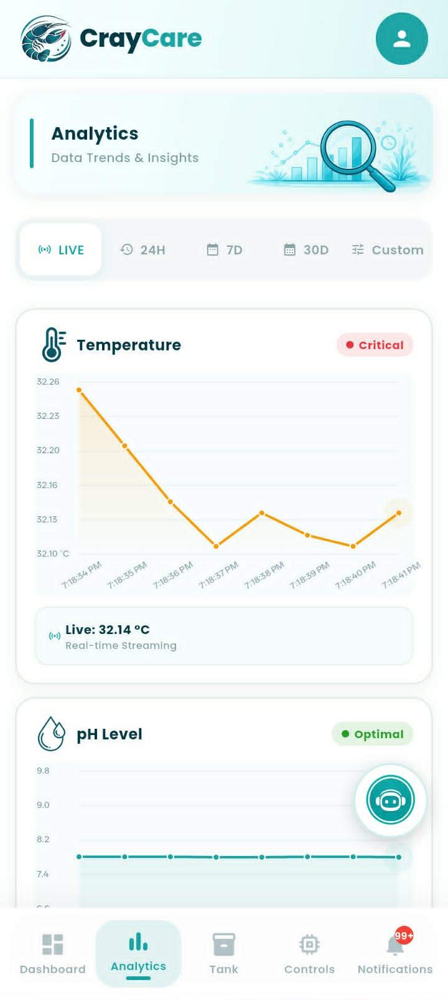 CrayCare
Analytics
Data Trends & Insights
LIVE 24H 7D 30D Custom
Temperature
Critical
32.26
32.23
32.20
32.16
32.13
32.10 °C
7:18:34 PM 7:18:35 PM 7:18:36 PM 7:18:37 PM 7:18:38 PM 7:18:39 PM 7:18:40 PM 7:18:41 PM
Live: 32.14 °C
Real-time Streaming
pH Level
Optimal
9.8
9.0
8.2
7.4
99+
Dashboard Analytics Tank Controls Notifications